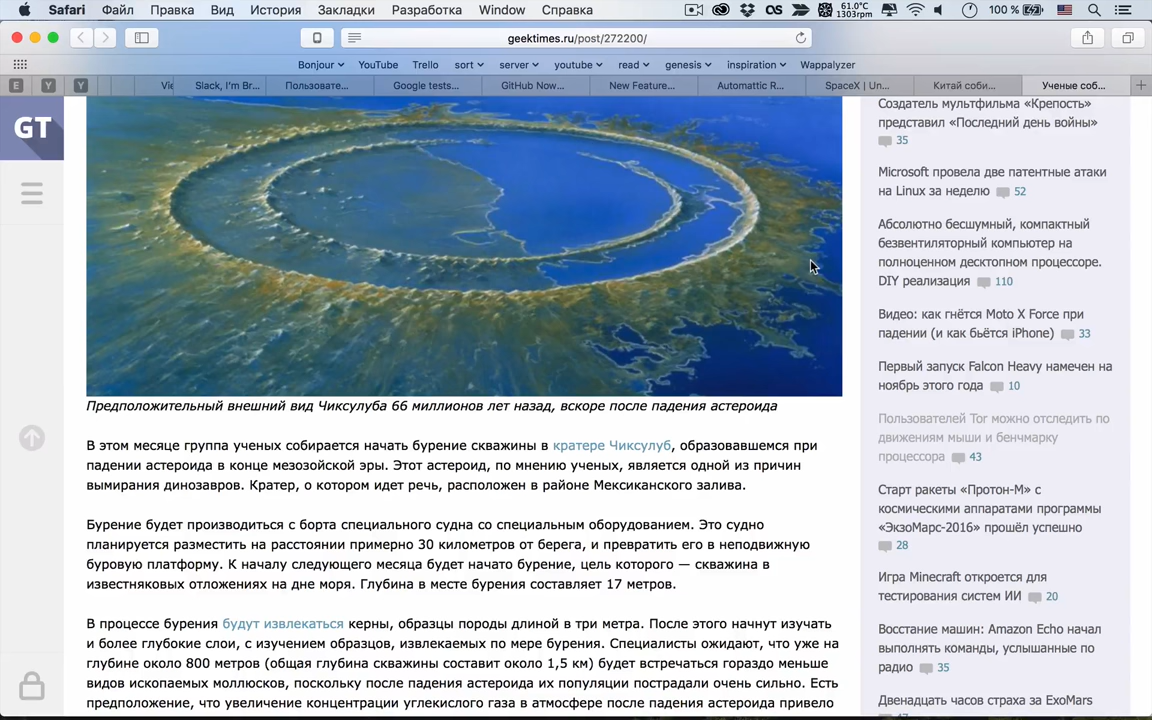 Safari Файл Правка Вид История Закладки Разработка Window Справка 61.0°C 1303rpm 100 %
geektimes.ru/post/272200/
Bonjour YouTube Trello sort server youtube read genesis inspiration Wappalyzer
E Y Y Vie Slack, I'm Br... Пользовате... Google tests... GitHub Now... New Feature... Automattic R... SpaceX | Un... Китай соби... Ученые соб...
GT
Предположительный внешний вид Чиксулуба 66 миллионов лет назад, вскоре после падения астероида
В этом месяце группа ученых собирается начать бурение скважины в кратере Чиксулуб, образовавшемся при
падении астероида в конце мезозойской эры. Этот астероид, по мнению ученых, является одной из причин
вымирания динозавров. Кратер, о котором идет речь, расположен в районе Мексиканского залива.
Бурение будет производиться с борта специального судна со специальным оборудованием. Это судно
планируется разместить на расстоянии примерно 30 километров от берега, и превратить его в неподвижную
буровую платформу. К началу следующего месяца будет начато бурение, цель которого — скважина в
известняковых отложениях на дне моря. Глубина в месте бурения составляет 17 метров.
В процессе бурения будут извлекаться керны, образцы породы длиной в три метра. После этого начнут изучать
и более глубокие слои, с изучением образцов, извлекаемых по мере бурения. Специалисты ожидают, что уже на
глубине около 800 метров (общая глубина скважины составит около 1,5 км) будет встречаться гораздо меньше
видов ископаемых моллюсков, поскольку после падения астероида их популяции пострадали очень сильно. Есть
предположение, что увеличение концентрации углекислого газа в атмосфере после падения астероида привело
Создатель мультфильма «Крепость»
представил «Последний день войны»
35
Microsoft провела две патентные атаки
на Linux за неделю 52
Абсолютно бесшумный, компактный
безвентиляторный компьютер на
полноценном десктопном процессоре.
DIY реализация 110
Видео: как гнётся Moto X Force при
падении (и как бьётся iPhone) 33
Первый запуск Falcon Heavy намечен на
ноябрь этого года 10
Пользователей Tor можно отследить по
движениям мыши и бенчмарку
процессора 43
Старт ракеты «Протон-М» с
космическими аппаратами программы
«ЭкзоМарс-2016» прошёл успешно
28
Игра Minecraft откроется для
тестирования систем ИИ 20
Восстание машин: Amazon Echo начал
выполнять команды, услышанные по
радио 35
Двенадцать часов страха за ExoMars